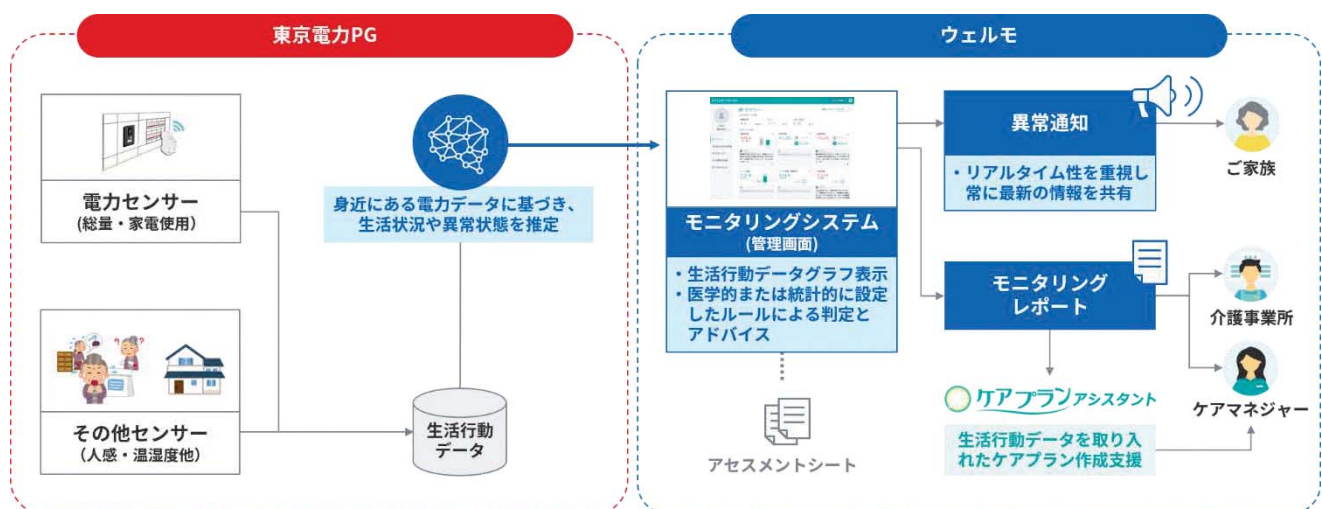 東京電力PG
電力センサー
(総量・家電使用)
その他センサー
(人感・温湿度他)
身近にある電力データに基づき、
生活状況や異常状態を推定
生活行動
データ
ウェルモ
モニタリングシステム
(管理画面)
・生活行動データグラフ表示
・医学的または統計的に設定
したルールによる判定と
アドバイス
アセスメントシート
異常通知
・リアルタイム性を重視し
常に最新の情報を共有
ご家族
モニタリング
レポート
介護事業所
ケアマネジャー
ケアプランアシスタント
生活行動データを取り入
れたケアプラン作成支援